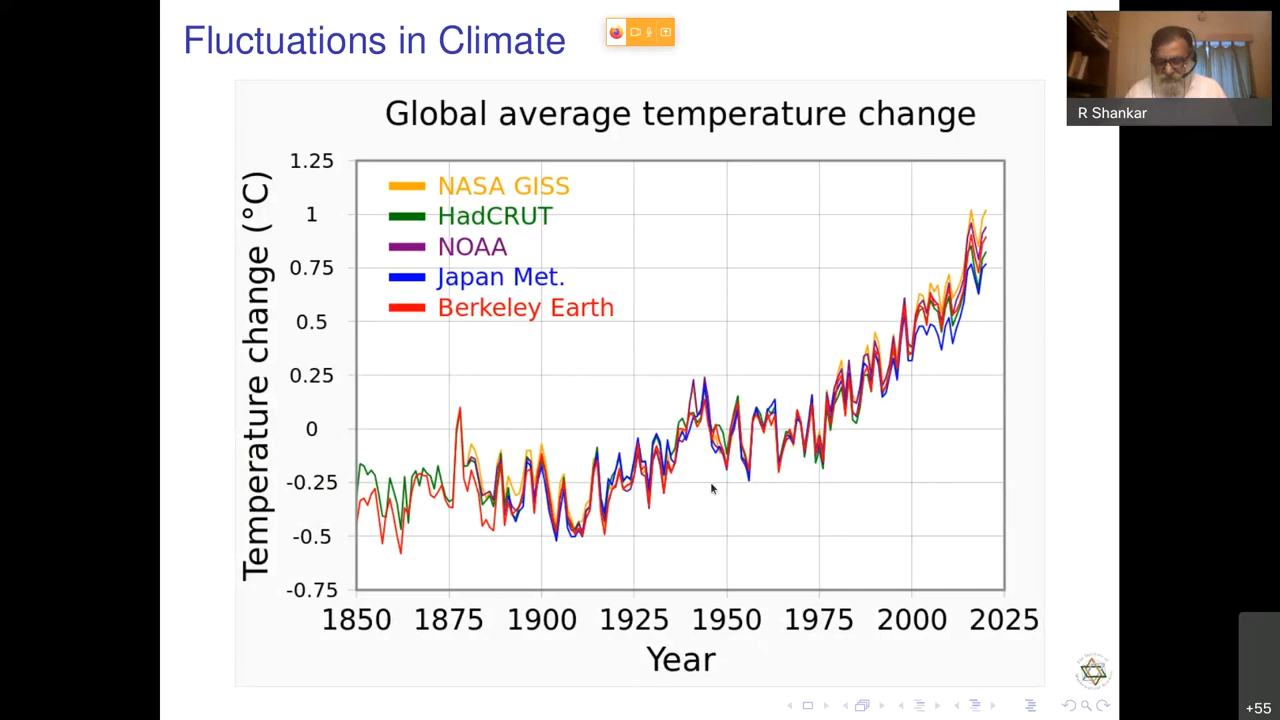 Fluctuations in Climate
R Shankar
Global average temperature change
Temperature change (°C)
1.25
1
0.75
0.5
0.25
0
-0.25
-0.5
-0.75
NASA GISS
HadCRUT
NOAA
Japan Met.
Berkeley Earth
1850 1875 1900 1925 1950 1975 2000 2025
Year
+55